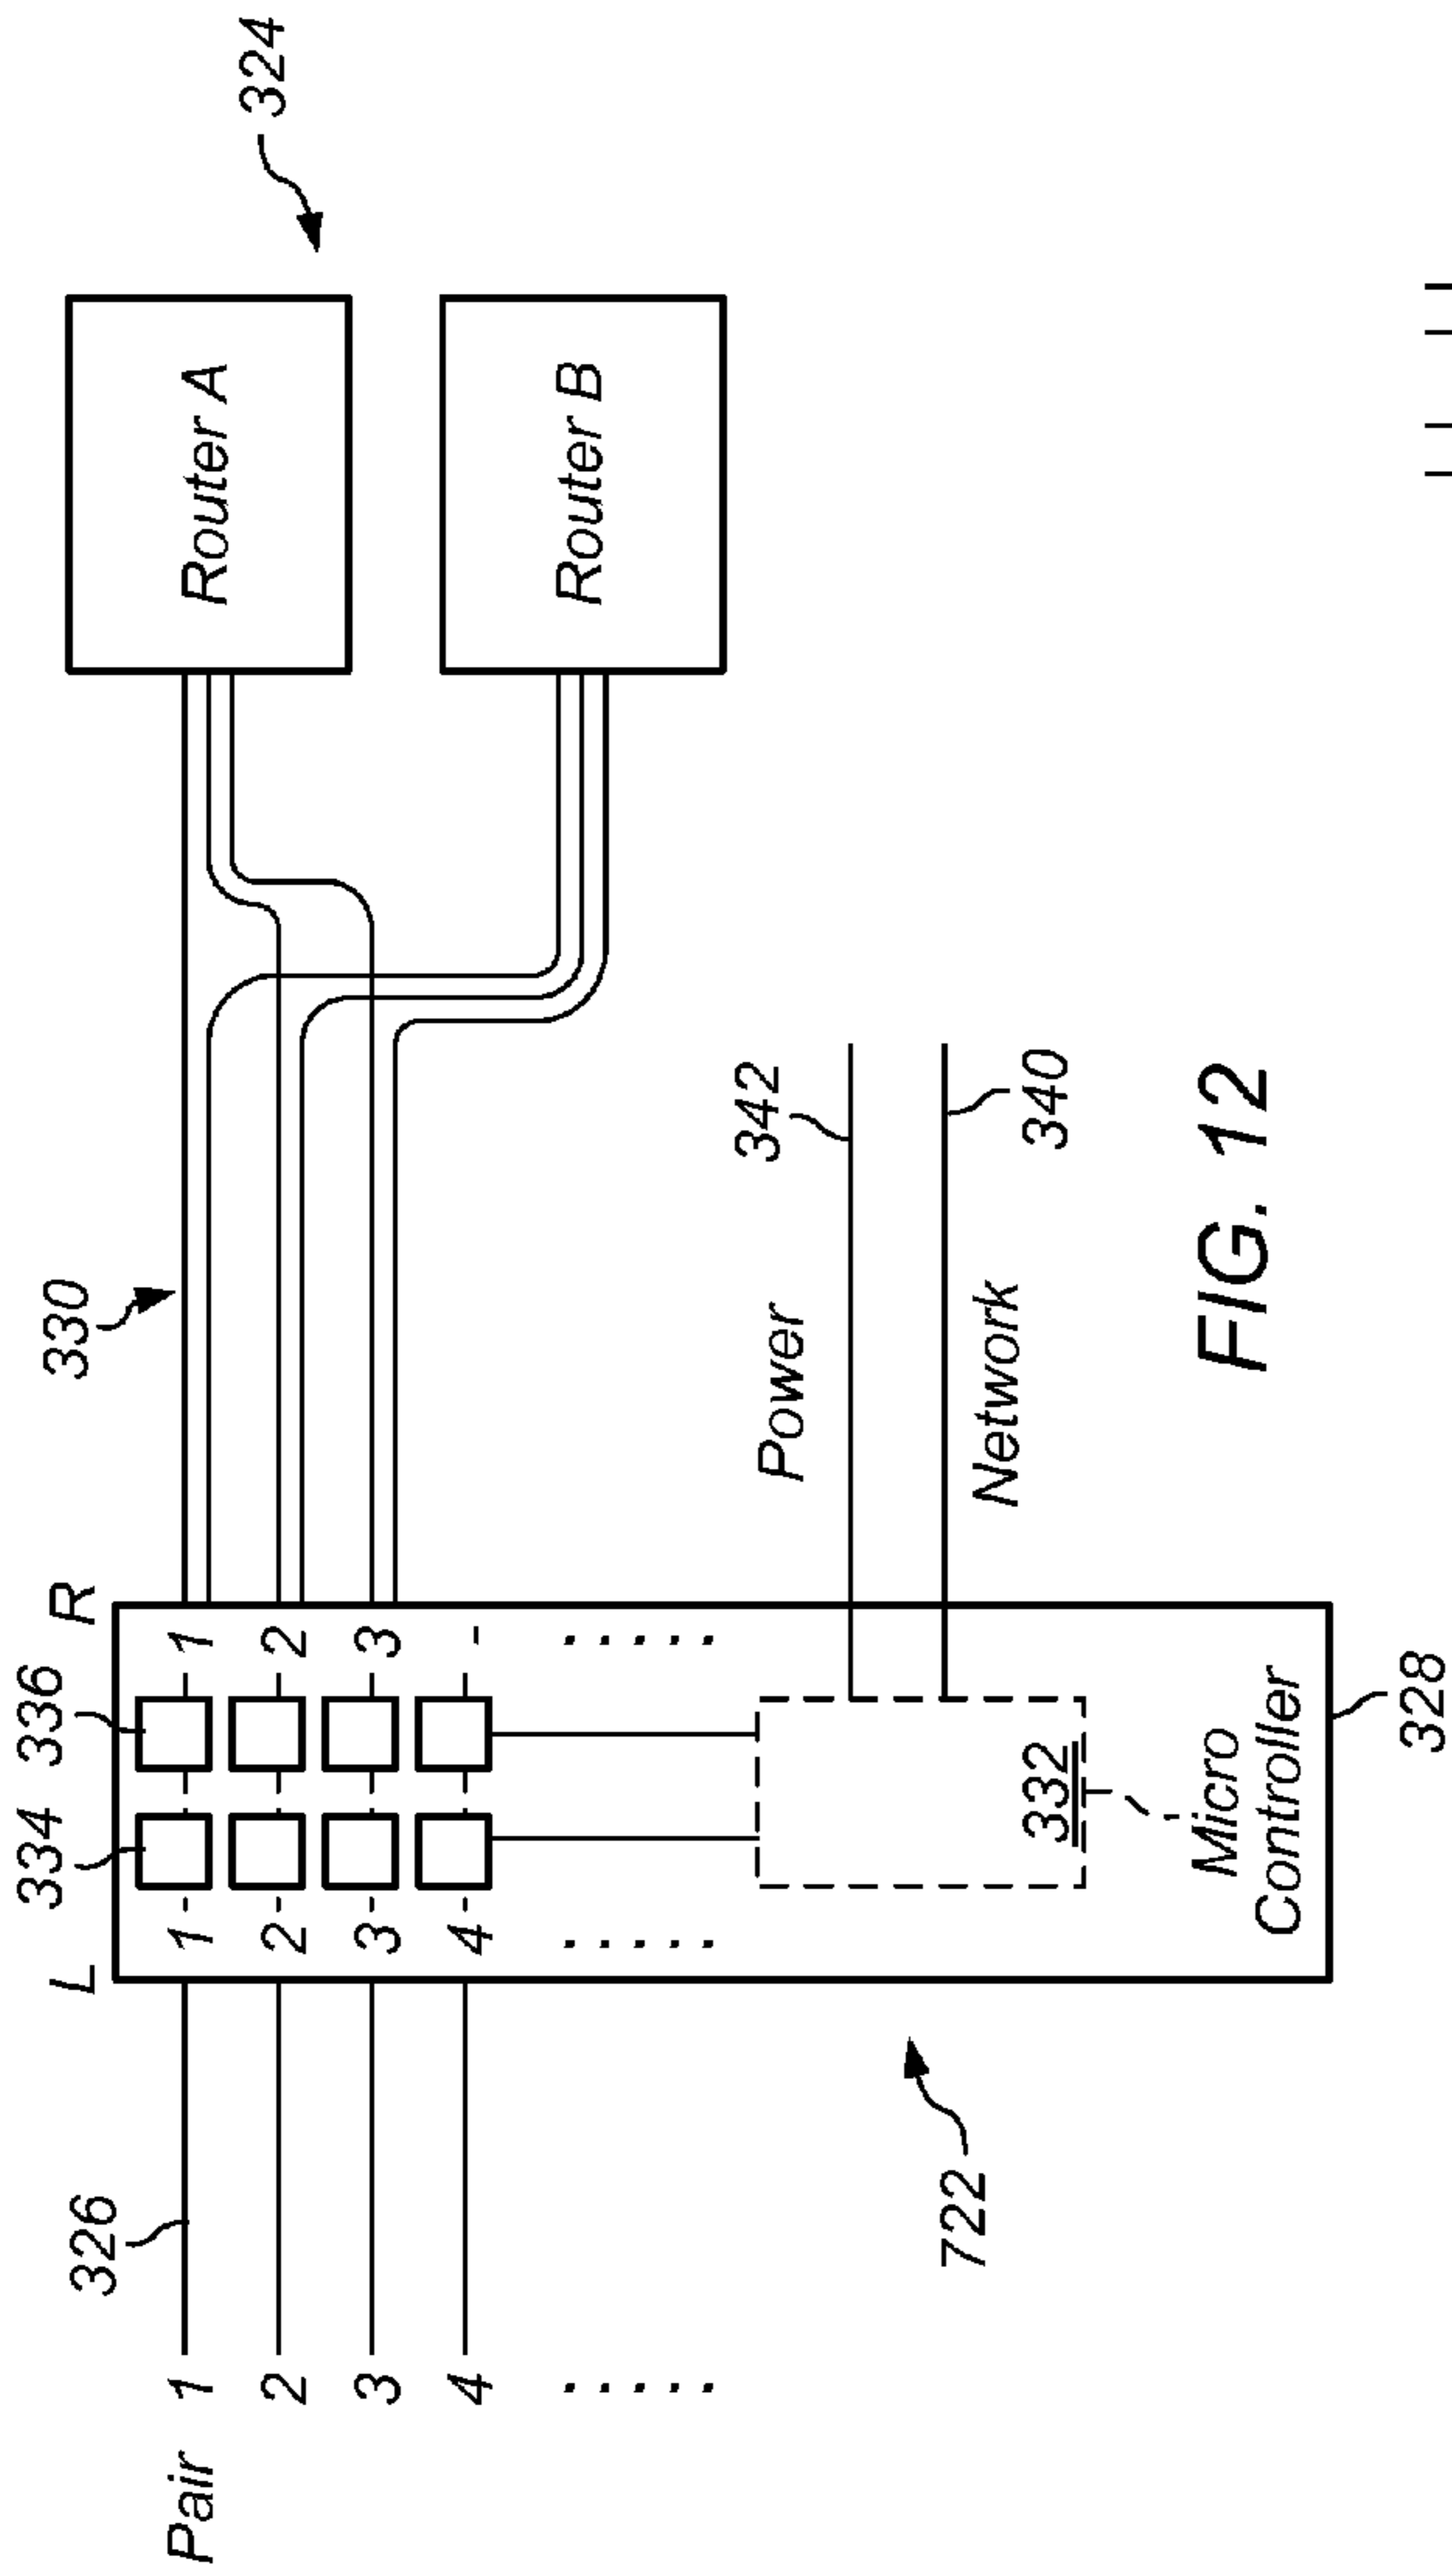 324
Router A
Router B
330
342
Power
340
Network
FIG. 12
L
R
334
336
1 1
2 2
3 3
4 -
.....
.....
332
Micro
Controller
328
326
Pair 1
2
3
4
.....
722